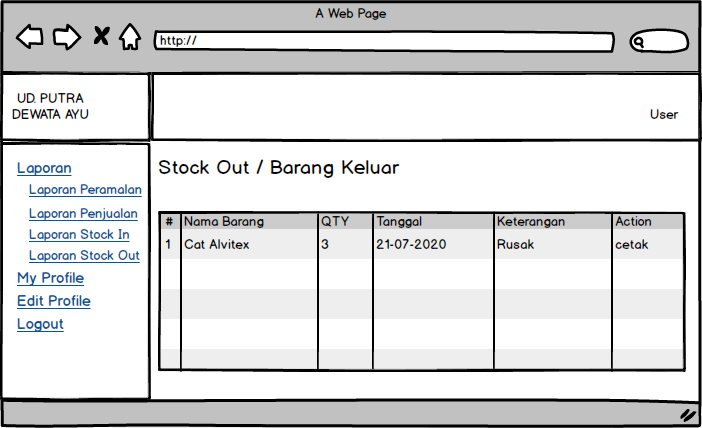 A Web Page
http://
UD. PUTRA
DEWATA AYU
User
Laporan
Laporan Peramalan
Laporan Penjualan
Laporan Stock In
Laporan Stock Out
My Profile
Edit Profile
Logout
Stock Out / Barang Keluar
# Nama Barang QTY Tanggal Keterangan Action
1 Cat Alvitex 3 21-07-2020 Rusak cetak